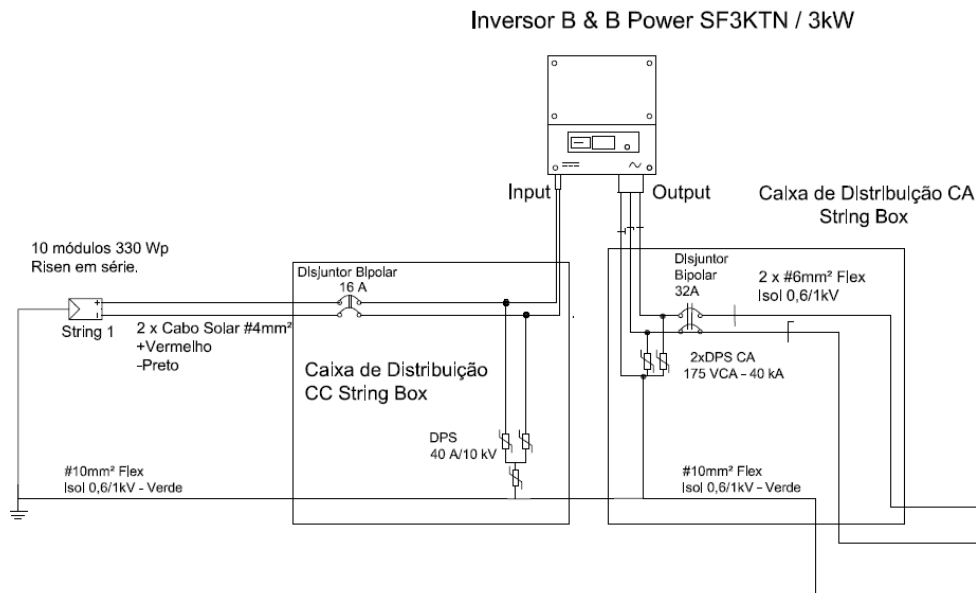 Inversor B & B Power SF3KTN / 3kW
Input
Output
Caixa de Distribuição CA
String Box
10 módulos 330 Wp
Risen em série.
Disjuntor Bipolar
16 A
Disjuntor
Bipolar
32A
2 x #6mm² Flex
Isol 0,6/1kV
+
String 1
2 x Cabo Solar #4mm²
+Vermelho
-Preto
Caixa de Distribuição
CC String Box
2xDPS CA
175 VCA - 40 kA
DPS
40 A/10 kV
#10mm² Flex
Isol 0,6/1kV - Verde
#10mm² Flex
Isol 0,6/1kV - Verde